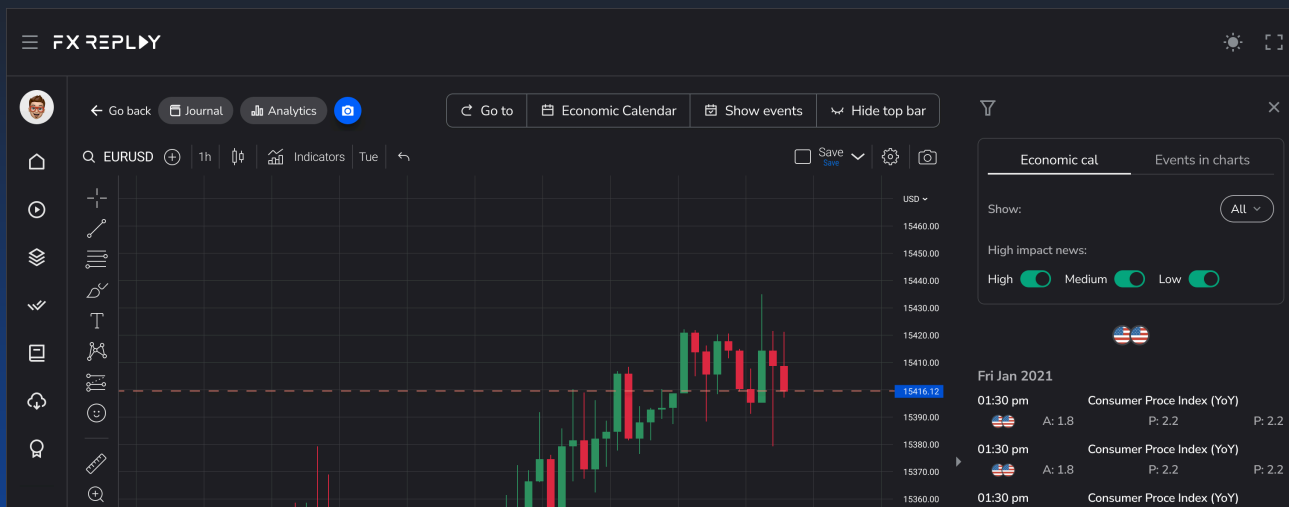 FX REPLAY
Go back Journal Analytics Go to Economic Calendar Show events Hide top bar
EURUSD 1h Indicators Tue Save
Save
USD
15460.00
15450.00
15440.00
15430.00
15420.00
15410.00
15416.12
15390.00
15380.00
15370.00
15360.00
Economic cal Events in charts
Show: All
High impact news:
High Medium Low
Fri Jan 2021
01:30 pm Consumer Proce Index (YoY)
A: 1.8 P: 2.2 P: 2.2
01:30 pm Consumer Proce Index (YoY)
A: 1.8 P: 2.2 P: 2.2
01:30 pm Consumer Proce Index (YoY)